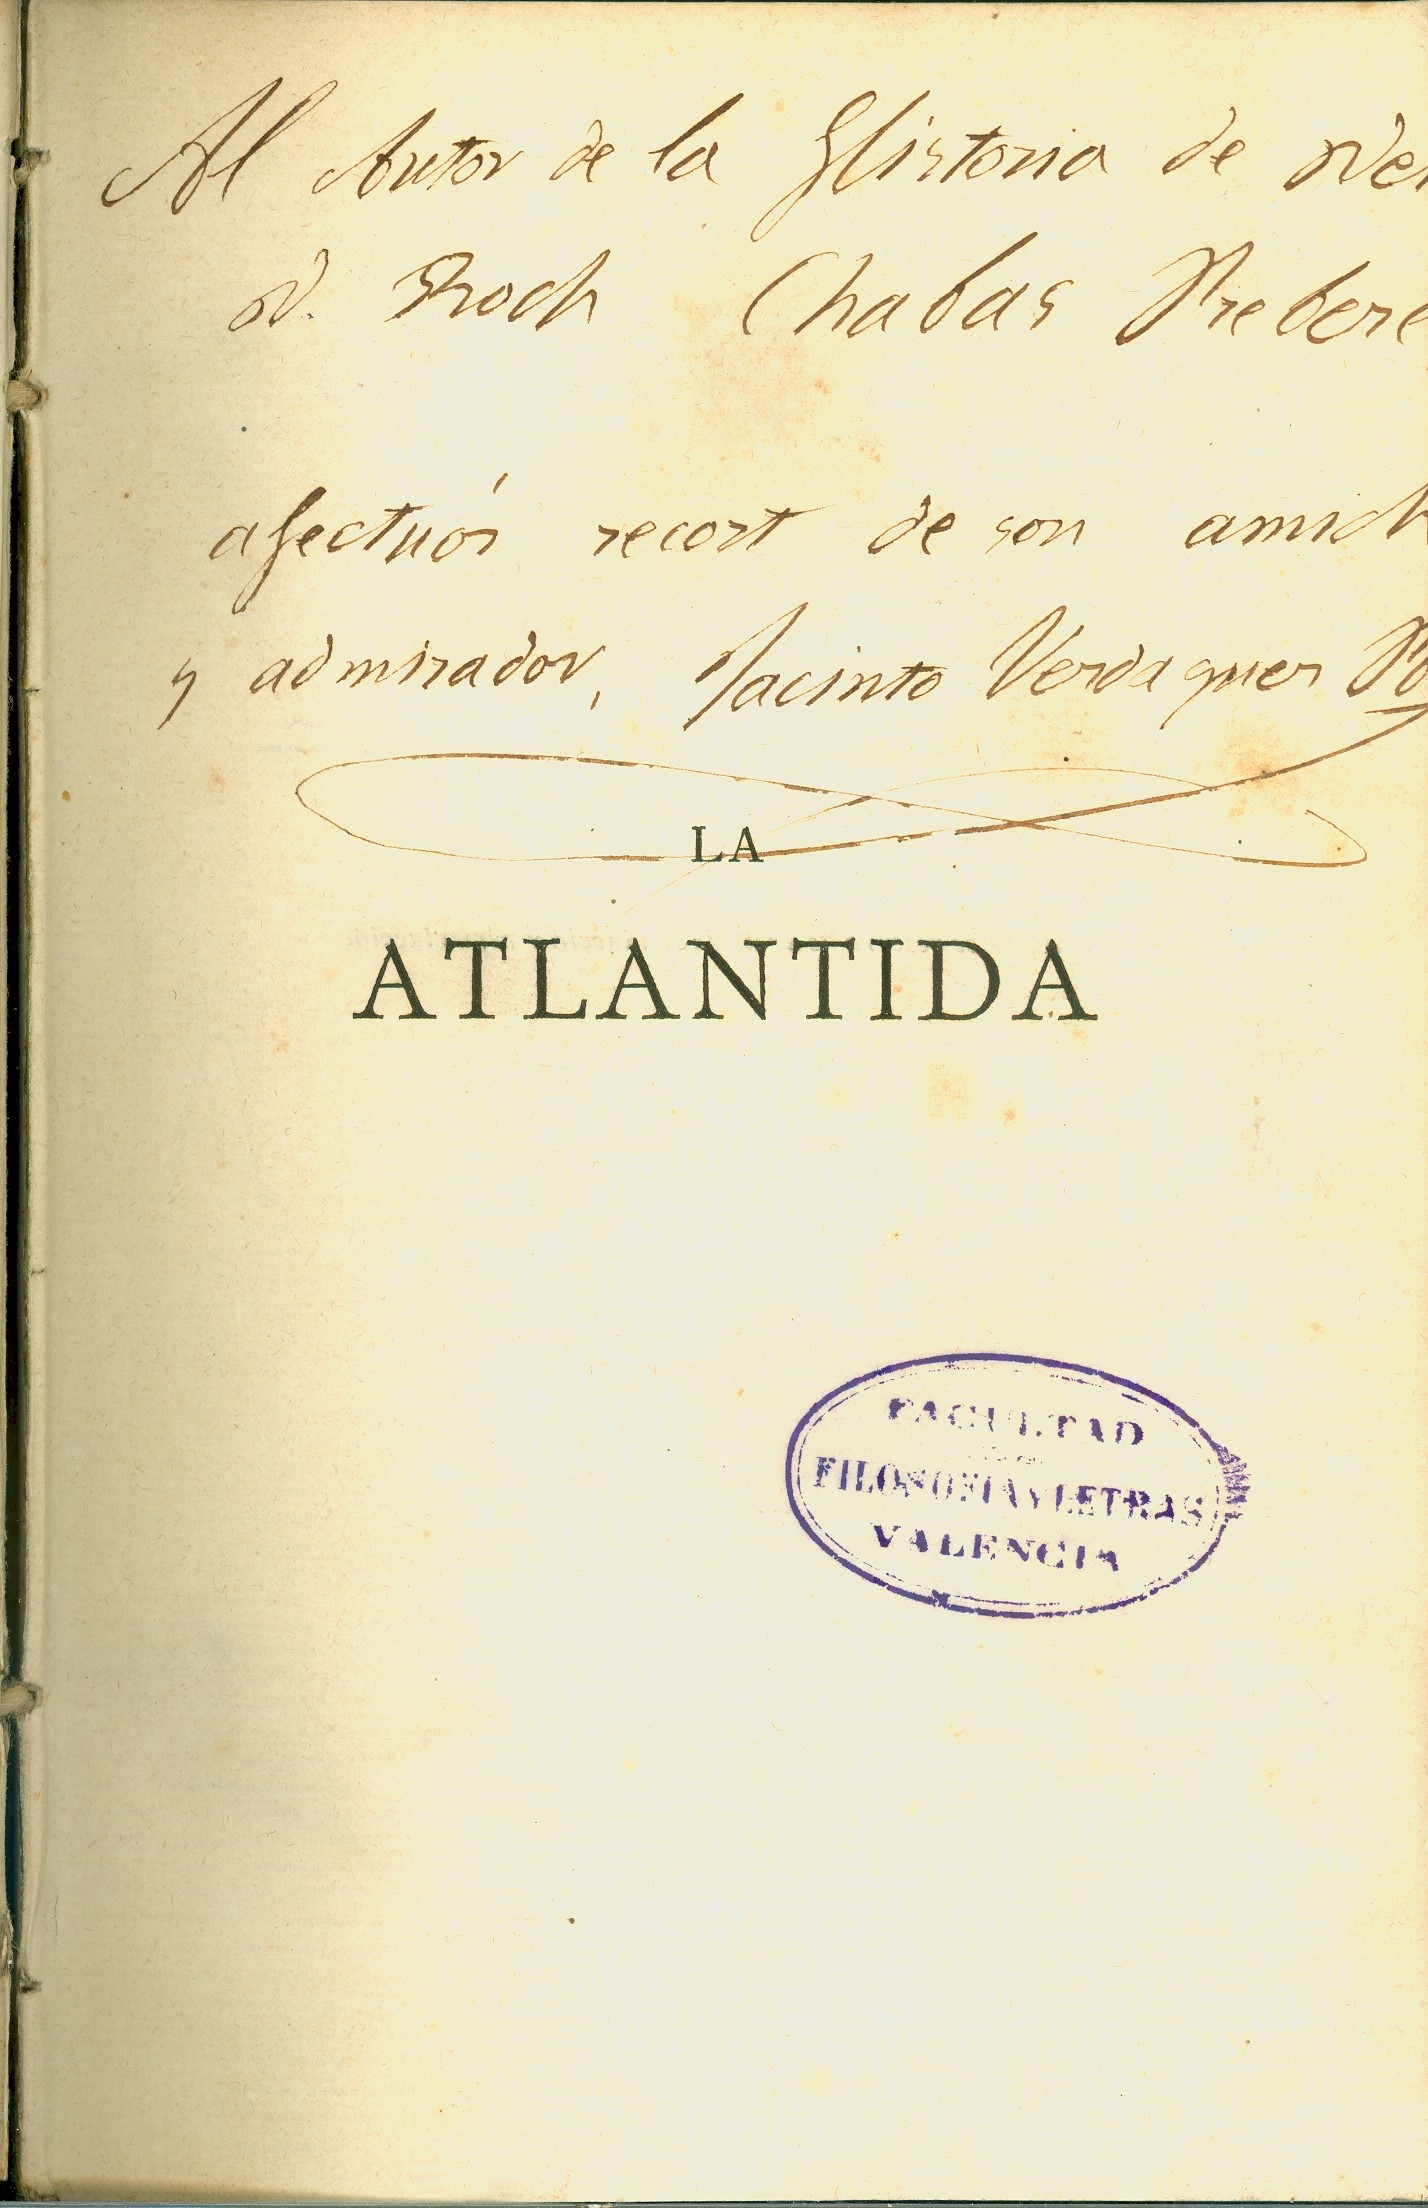 Al Autor de la Historia de Den
D. Roch Chabas Prebere
afectuós recort de son amich
y admirador, Jacinto Verdaguer
LA
ATLANTIDA
FACULTAD
FILOSOFIA Y LETRAS
VALENCIA